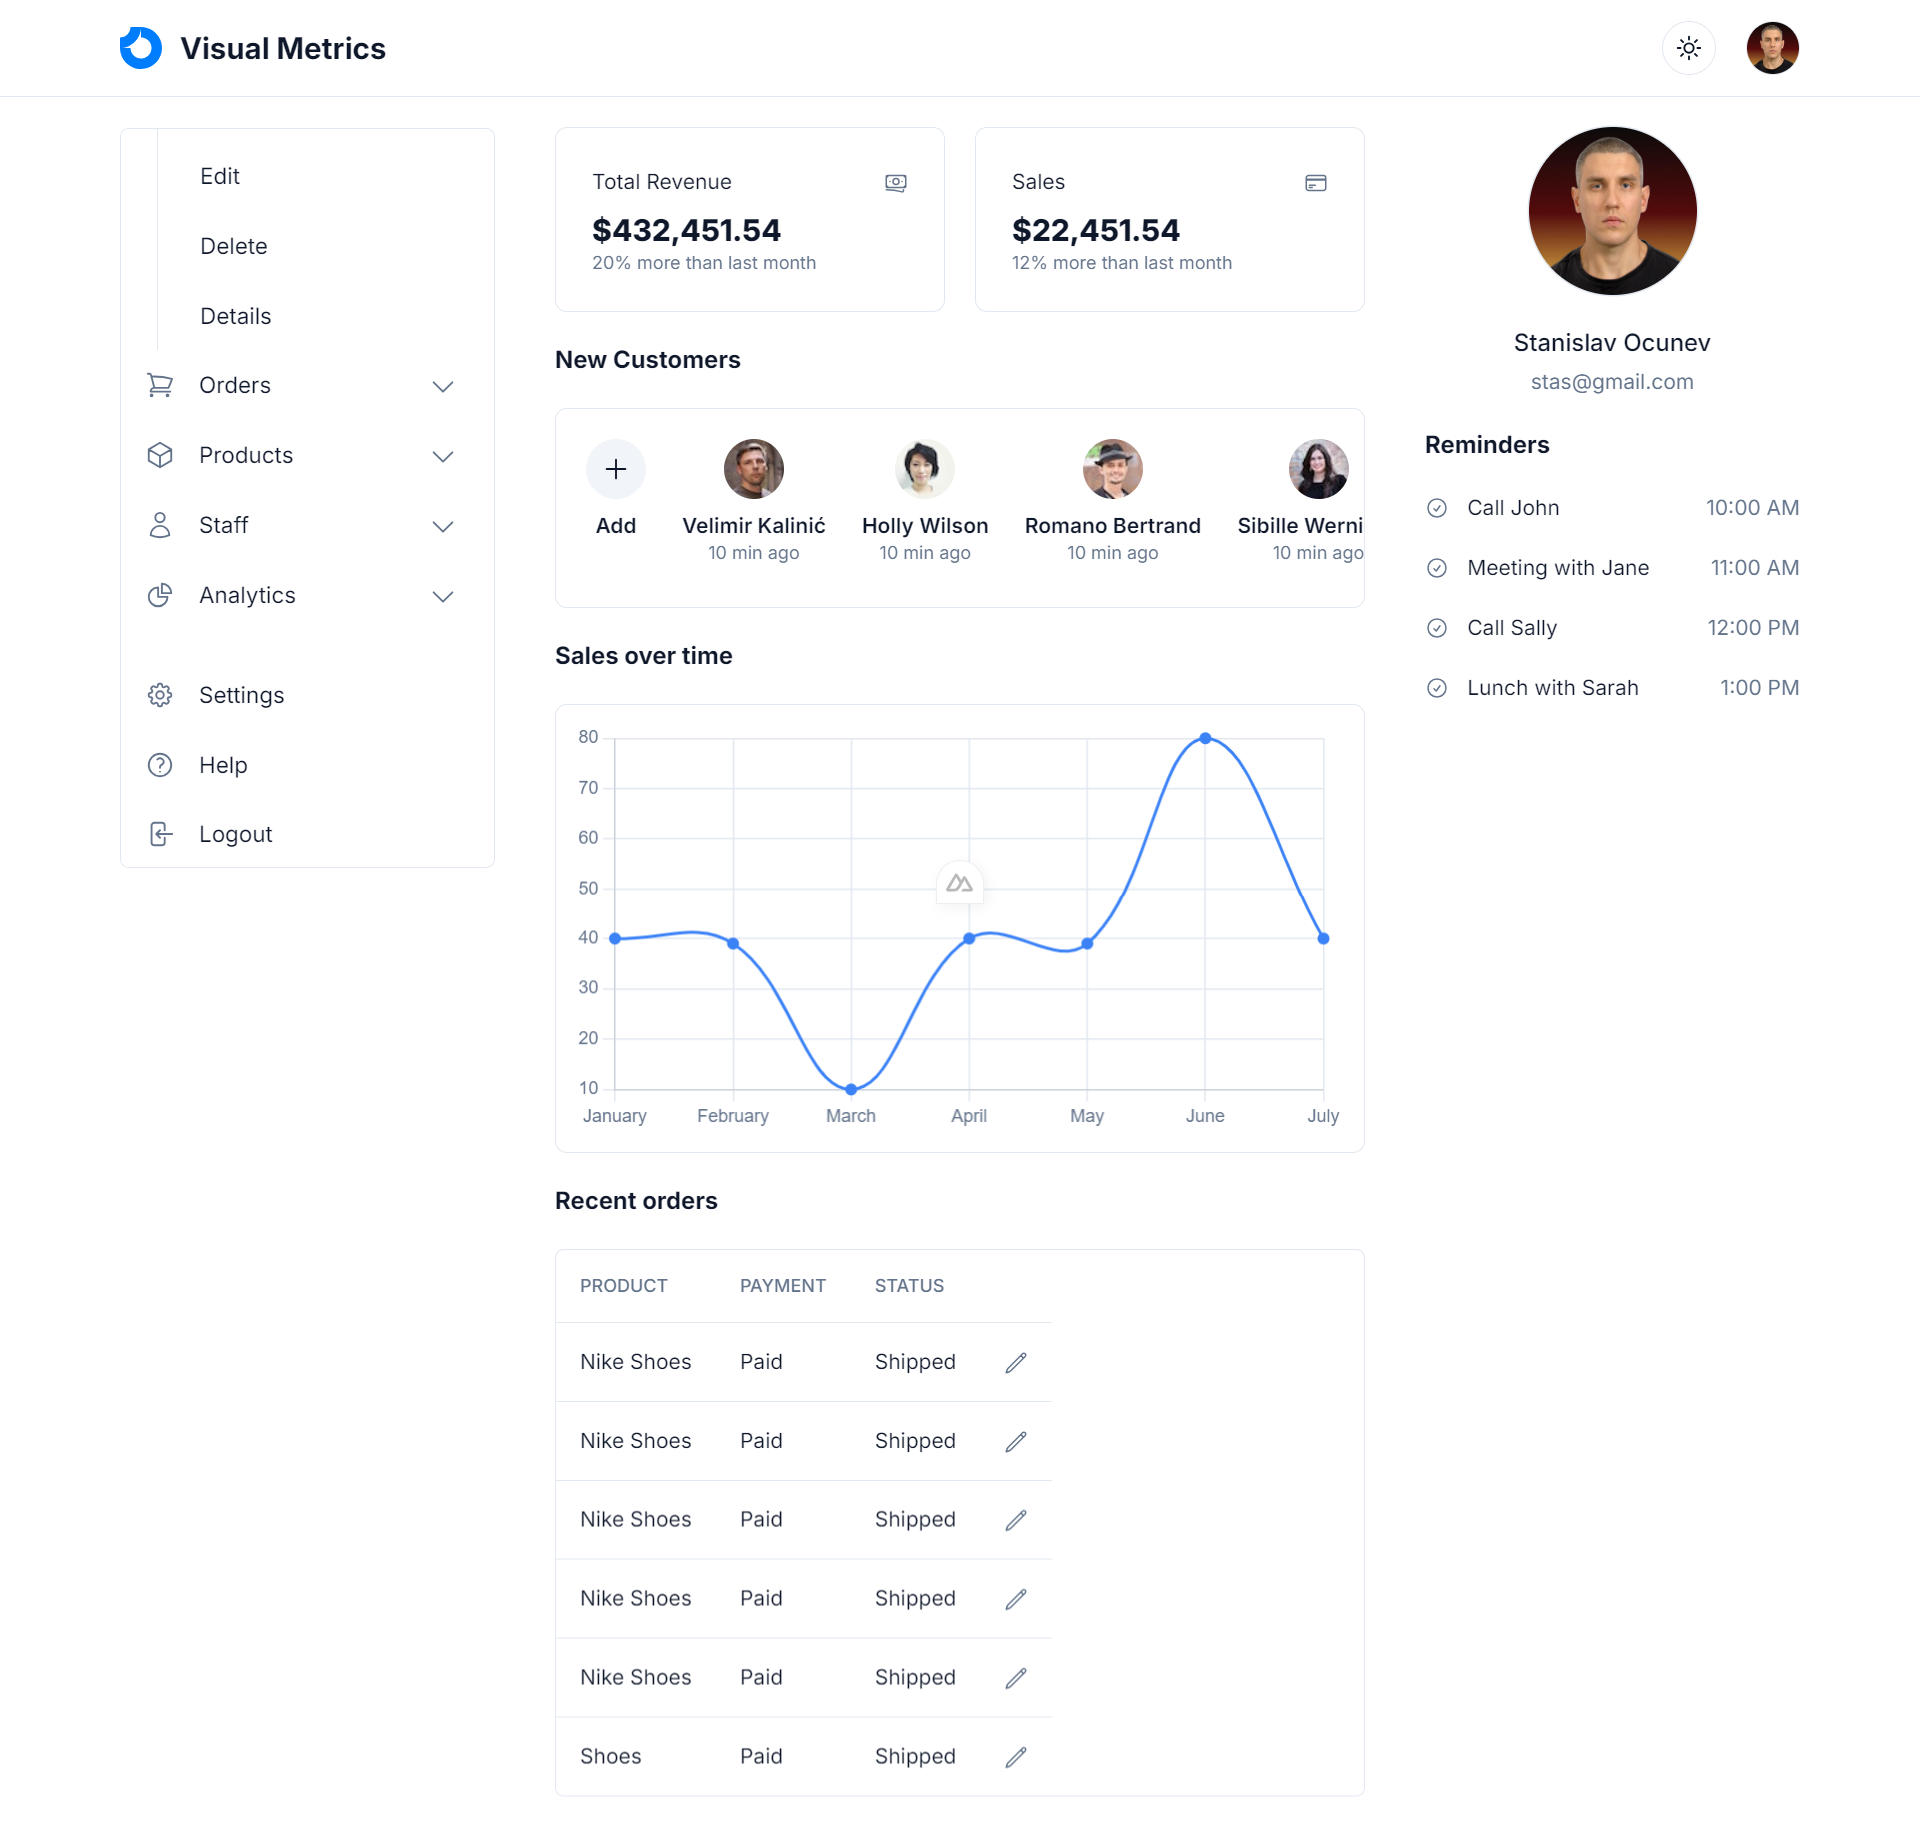 Visual Metrics
Edit
Delete
Details
Orders
Products
Staff
Analytics
Settings
Help
Logout
Total Revenue
$432,451.54
20% more than last month
Sales
$22,451.54
12% more than last month
New Customers
Add
Velimir Kalinić
10 min ago
Holly Wilson
10 min ago
Romano Bertrand
10 min ago
Sibille Werni
10 min ago
Sales over time
80
70
60
50
40
30
20
10
January February March April May June July
Recent orders
PRODUCT PAYMENT STATUS
Nike Shoes Paid Shipped
Nike Shoes Paid Shipped
Nike Shoes Paid Shipped
Nike Shoes Paid Shipped
Nike Shoes Paid Shipped
Shoes Paid Shipped
Stanislav Ocunev
stas@gmail.com
Reminders
Call John 10:00 AM
Meeting with Jane 11:00 AM
Call Sally 12:00 PM
Lunch with Sarah 1:00 PM